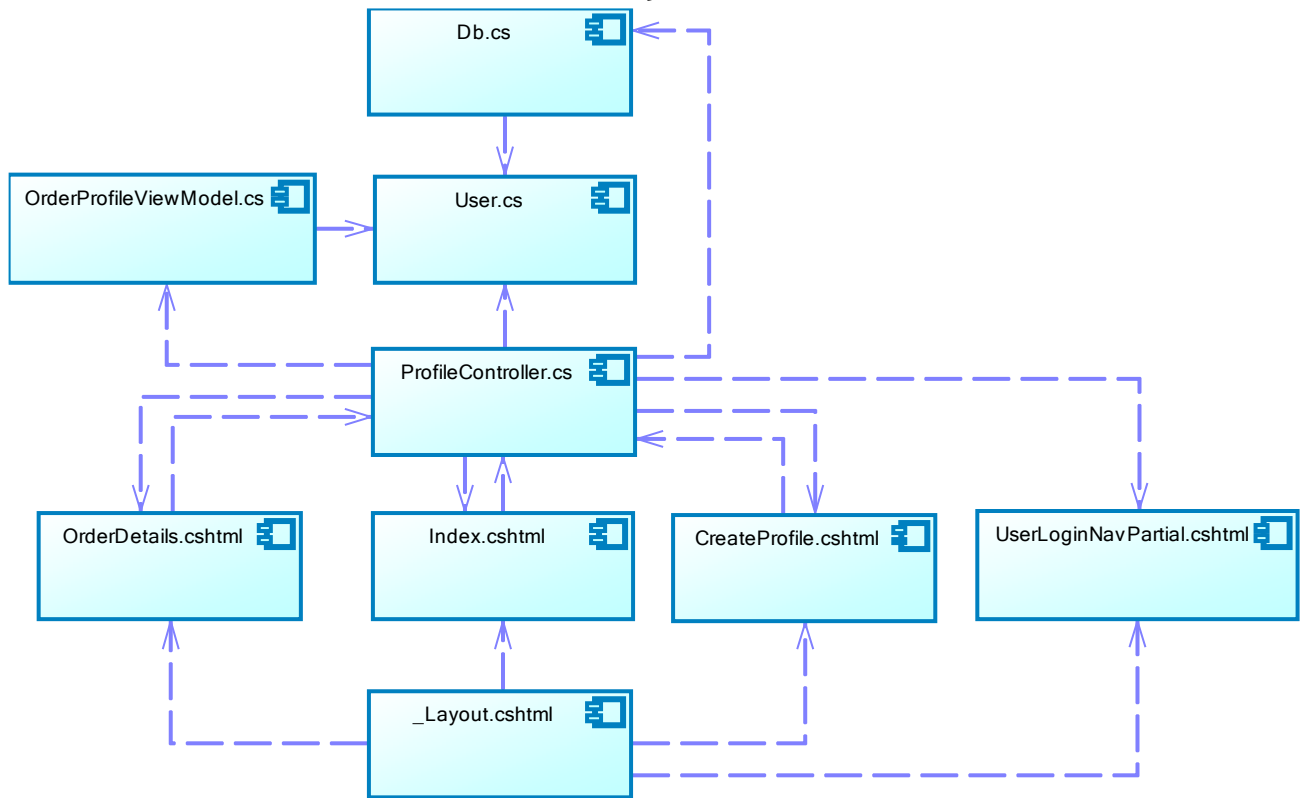 Db.cs
OrderProfileViewModel.cs
User.cs
ProfileController.cs
OrderDetails.cshtml
Index.cshtml
CreateProfile.cshtml
UserLoginNavPartial.cshtml
_Layout.cshtml